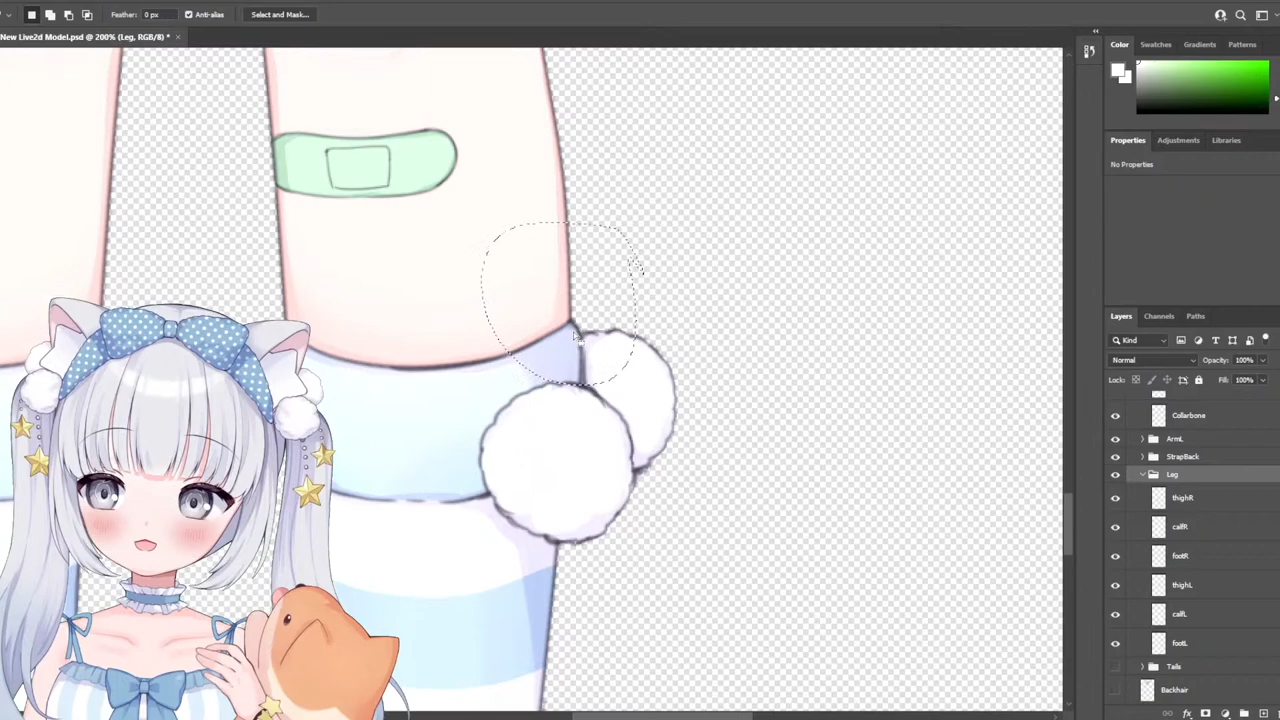 Feather: 0 px Anti-alias Select and Mask...
New Live2d Model.psd @ 200% (Leg, RGB/8) *
Color Swatches Gradients Patterns
Properties Adjustments Libraries
No Properties
Layers Channels Paths
Kind
Normal Opacity: 100%
Lock: Fill: 100%
Collarbone
ArmL
StrapBack
Leg
thighR
calfR
footR
thighL
calfL
footL
Tails
Backhair
fx